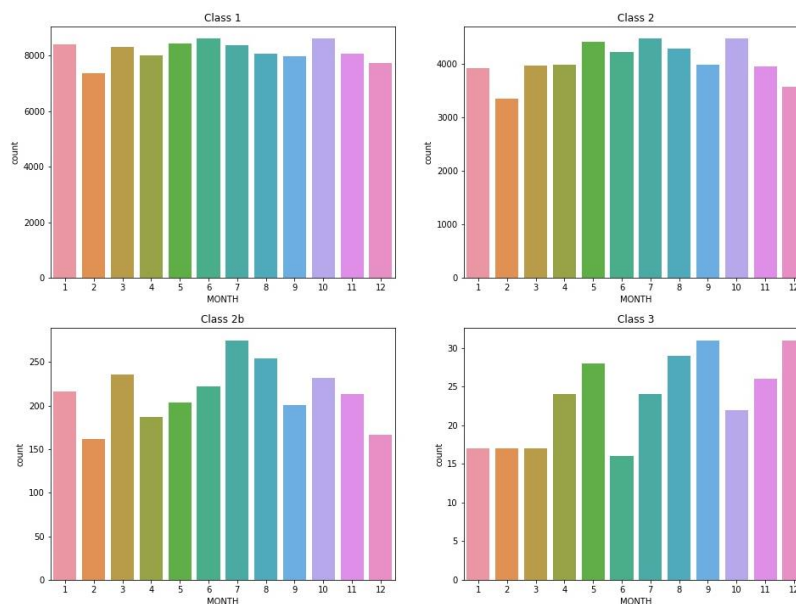 Class 1
8000
6000
4000
2000
0
count
1 2 3 4 5 6 7 8 9 10 11 12
MONTH
Class 2
4000
3000
2000
1000
0
count
1 2 3 4 5 6 7 8 9 10 11 12
MONTH
Class 2b
250
200
150
100
50
0
count
1 2 3 4 5 6 7 8 9 10 11 12
MONTH
Class 3
30
25
20
15
10
5
0
count
1 2 3 4 5 6 7 8 9 10 11 12
MONTH